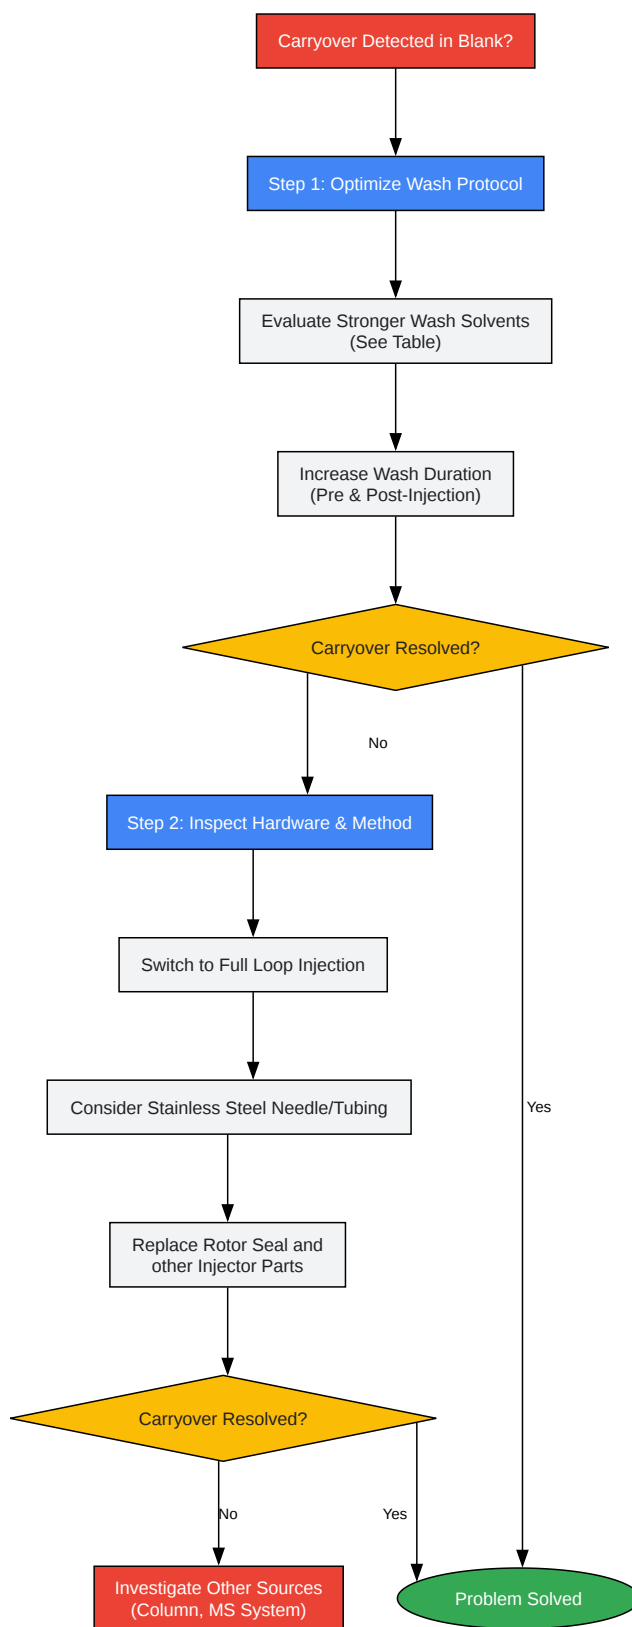 Carryover Detected in Blank?
Step 1: Optimize Wash Protocol
Evaluate Stronger Wash Solvents
(See Table)
Increase Wash Duration
(Pre & Post-Injection)
Carryover Resolved?
No
Step 2: Inspect Hardware & Method
Switch to Full Loop Injection
Consider Stainless Steel Needle/Tubing
Yes
Replace Rotor Seal and
other Injector Parts
Carryover Resolved?
No
Yes
Investigate Other Sources
(Column, MS System)
Problem Solved